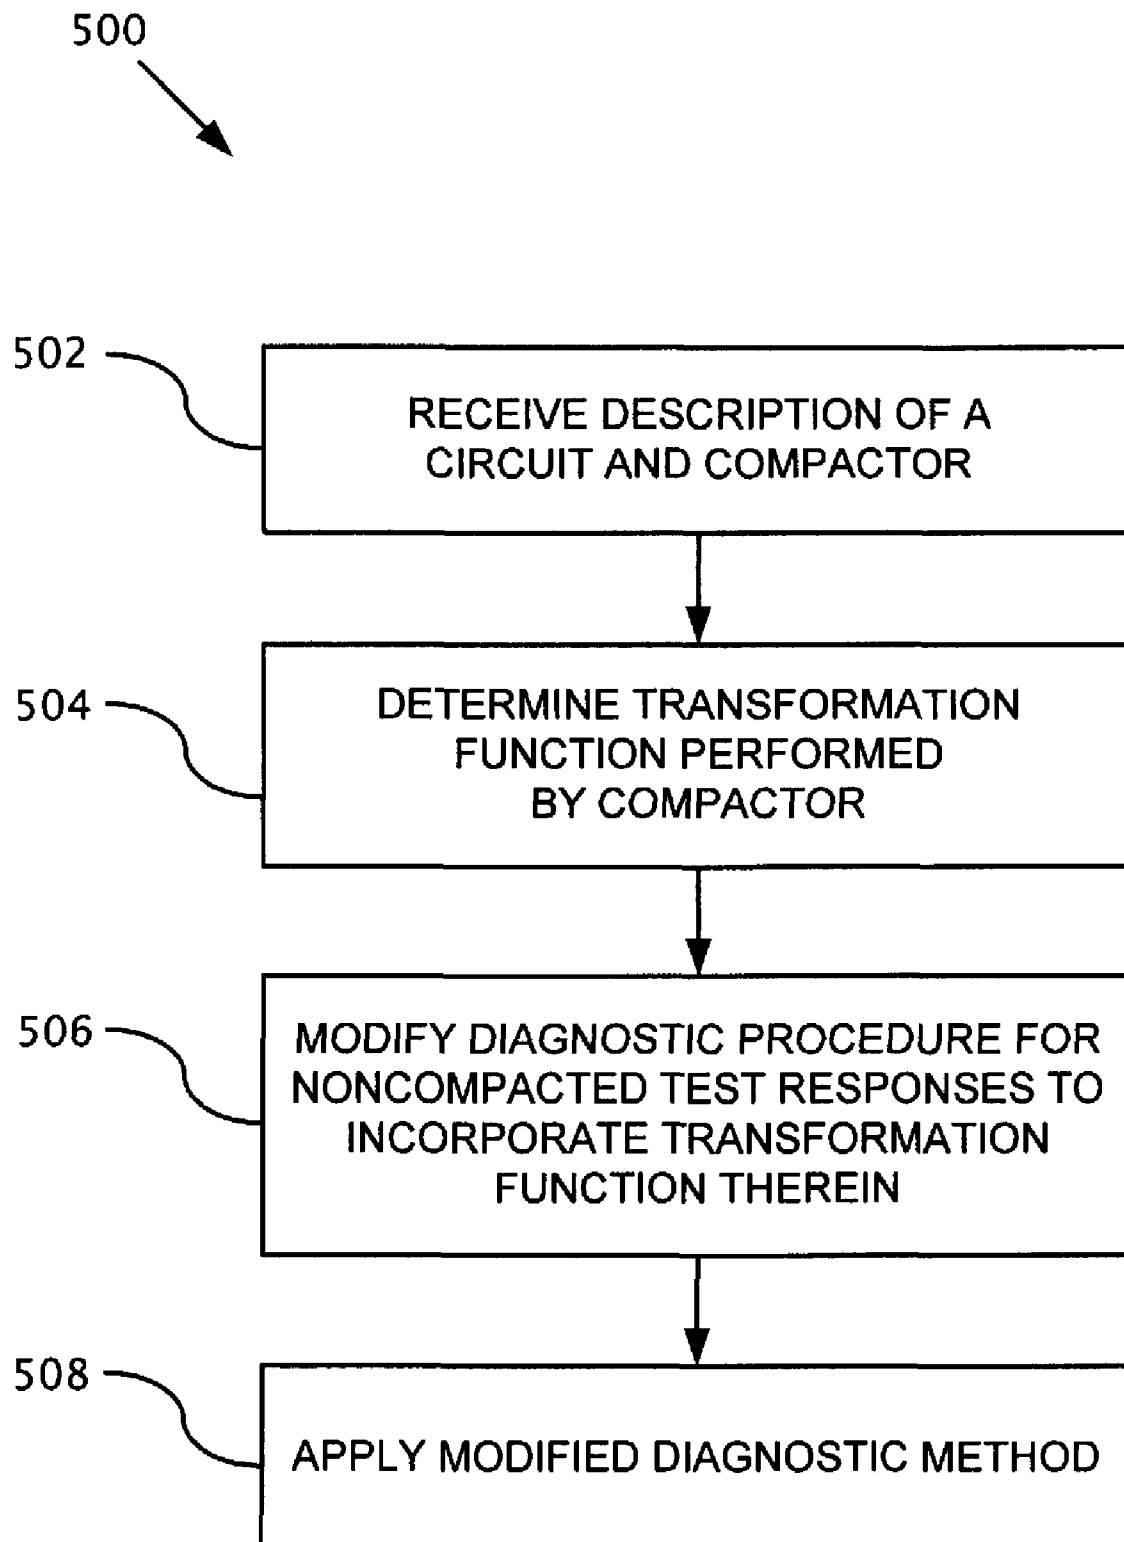 500
502
RECEIVE DESCRIPTION OF A
CIRCUIT AND COMPACTOR
504
DETERMINE TRANSFORMATION
FUNCTION PERFORMED
BY COMPACTOR
506
MODIFY DIAGNOSTIC PROCEDURE FOR
NONCOMPACTED TEST RESPONSES TO
INCORPORATE TRANSFORMATION
FUNCTION THEREIN
508
APPLY MODIFIED DIAGNOSTIC METHOD